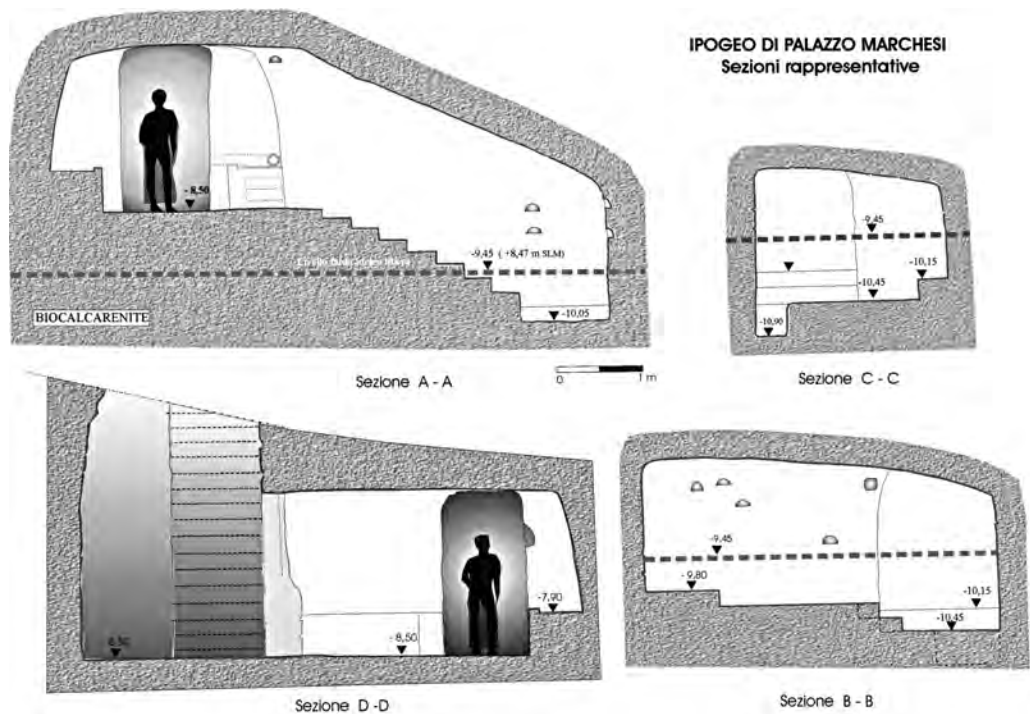 IPOGEO DI PALAZZO MARCHESI
Sezioni rappresentative
- 8,50
-9,45 ( +8,47 m SLM)
BIOCALCARENITE
-10,05
Sezione A - A
0 1 m
-9,45
-10,15
-10,45
-10,90
Sezione C - C
8,50
- 8,50
-7,90
Sezione D -D
-9,45
- 9,80
-10,15
-10,45
Sezione B - B